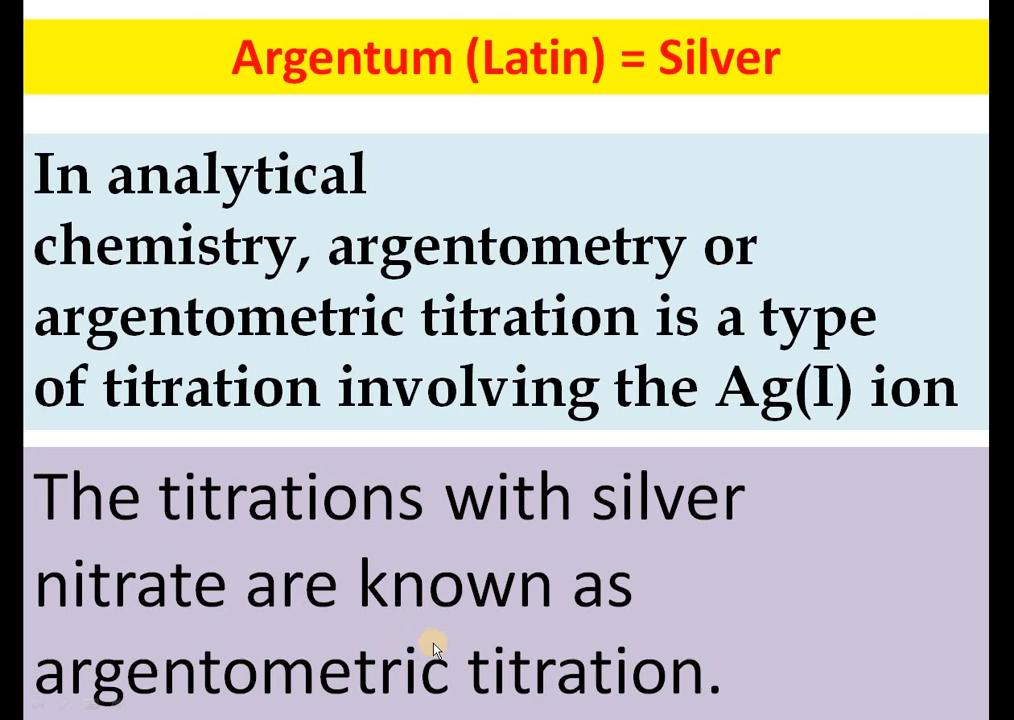 Argentum (Latin) = Silver
In analytical
chemistry, argentometry or
argentometric titration is a type
of titration involving the Ag(I) ion
The titrations with silver
nitrate are known as
argentometric titration.